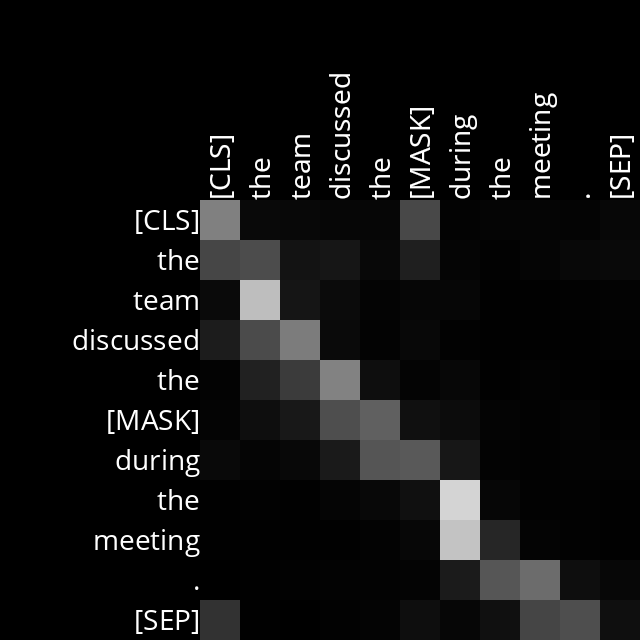 [CLS]
the
team
discussed
the
[MASK]
during
the
meeting
.
[SEP]
[CLS]
the
team
discussed
the
[MASK]
during
the
meeting
.
[SEP]